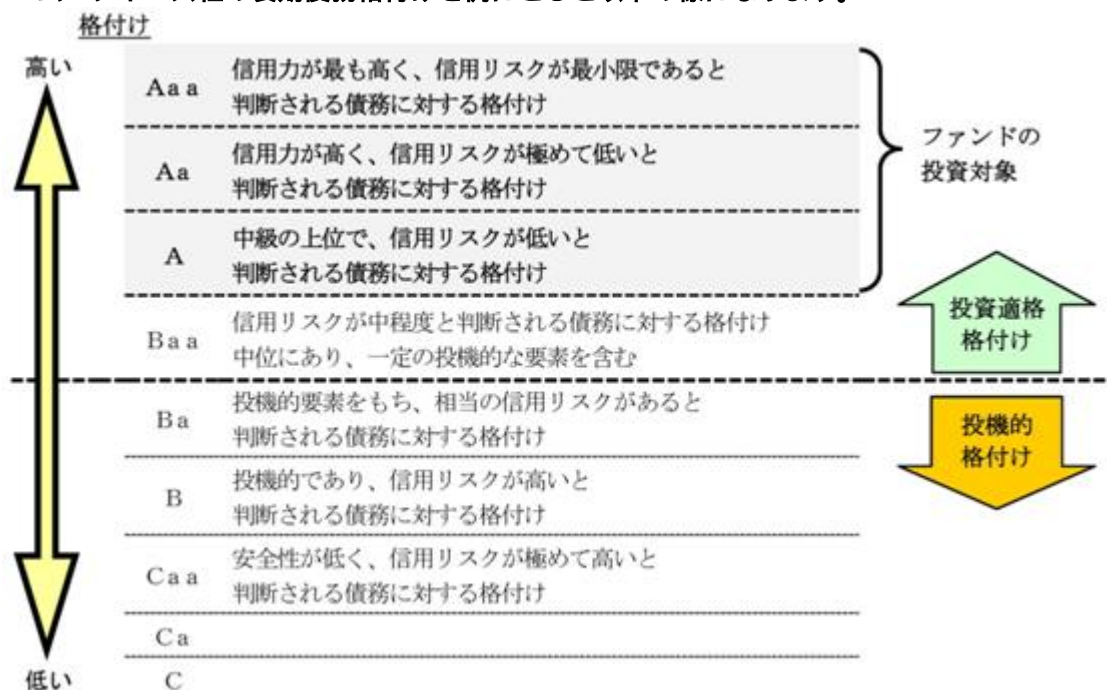 格付け
高い
Aaa
信用力が最も高く、信用リスクが最小限であると
判断される債務に対する格付け
Aa
信用力が高く、信用リスクが極めて低いと
判断される債務に対する格付け
A
中級の上位で、信用リスクが低いと
判断される債務に対する格付け
ファンドの
投資対象
Baa
信用リスクが中程度と判断される債務に対する格付け
中位にあり、一定の投機的な要素を含む
投資適格
格付け
Ba
投機的要素をもち、相当の信用リスクがあると
判断される債務に対する格付け
投機的
格付け
B
投機的であり、信用リスクが高いと
判断される債務に対する格付け
Caa
安全性が低く、信用リスクが極めて高いと
判断される債務に対する格付け
Ca
低い
C